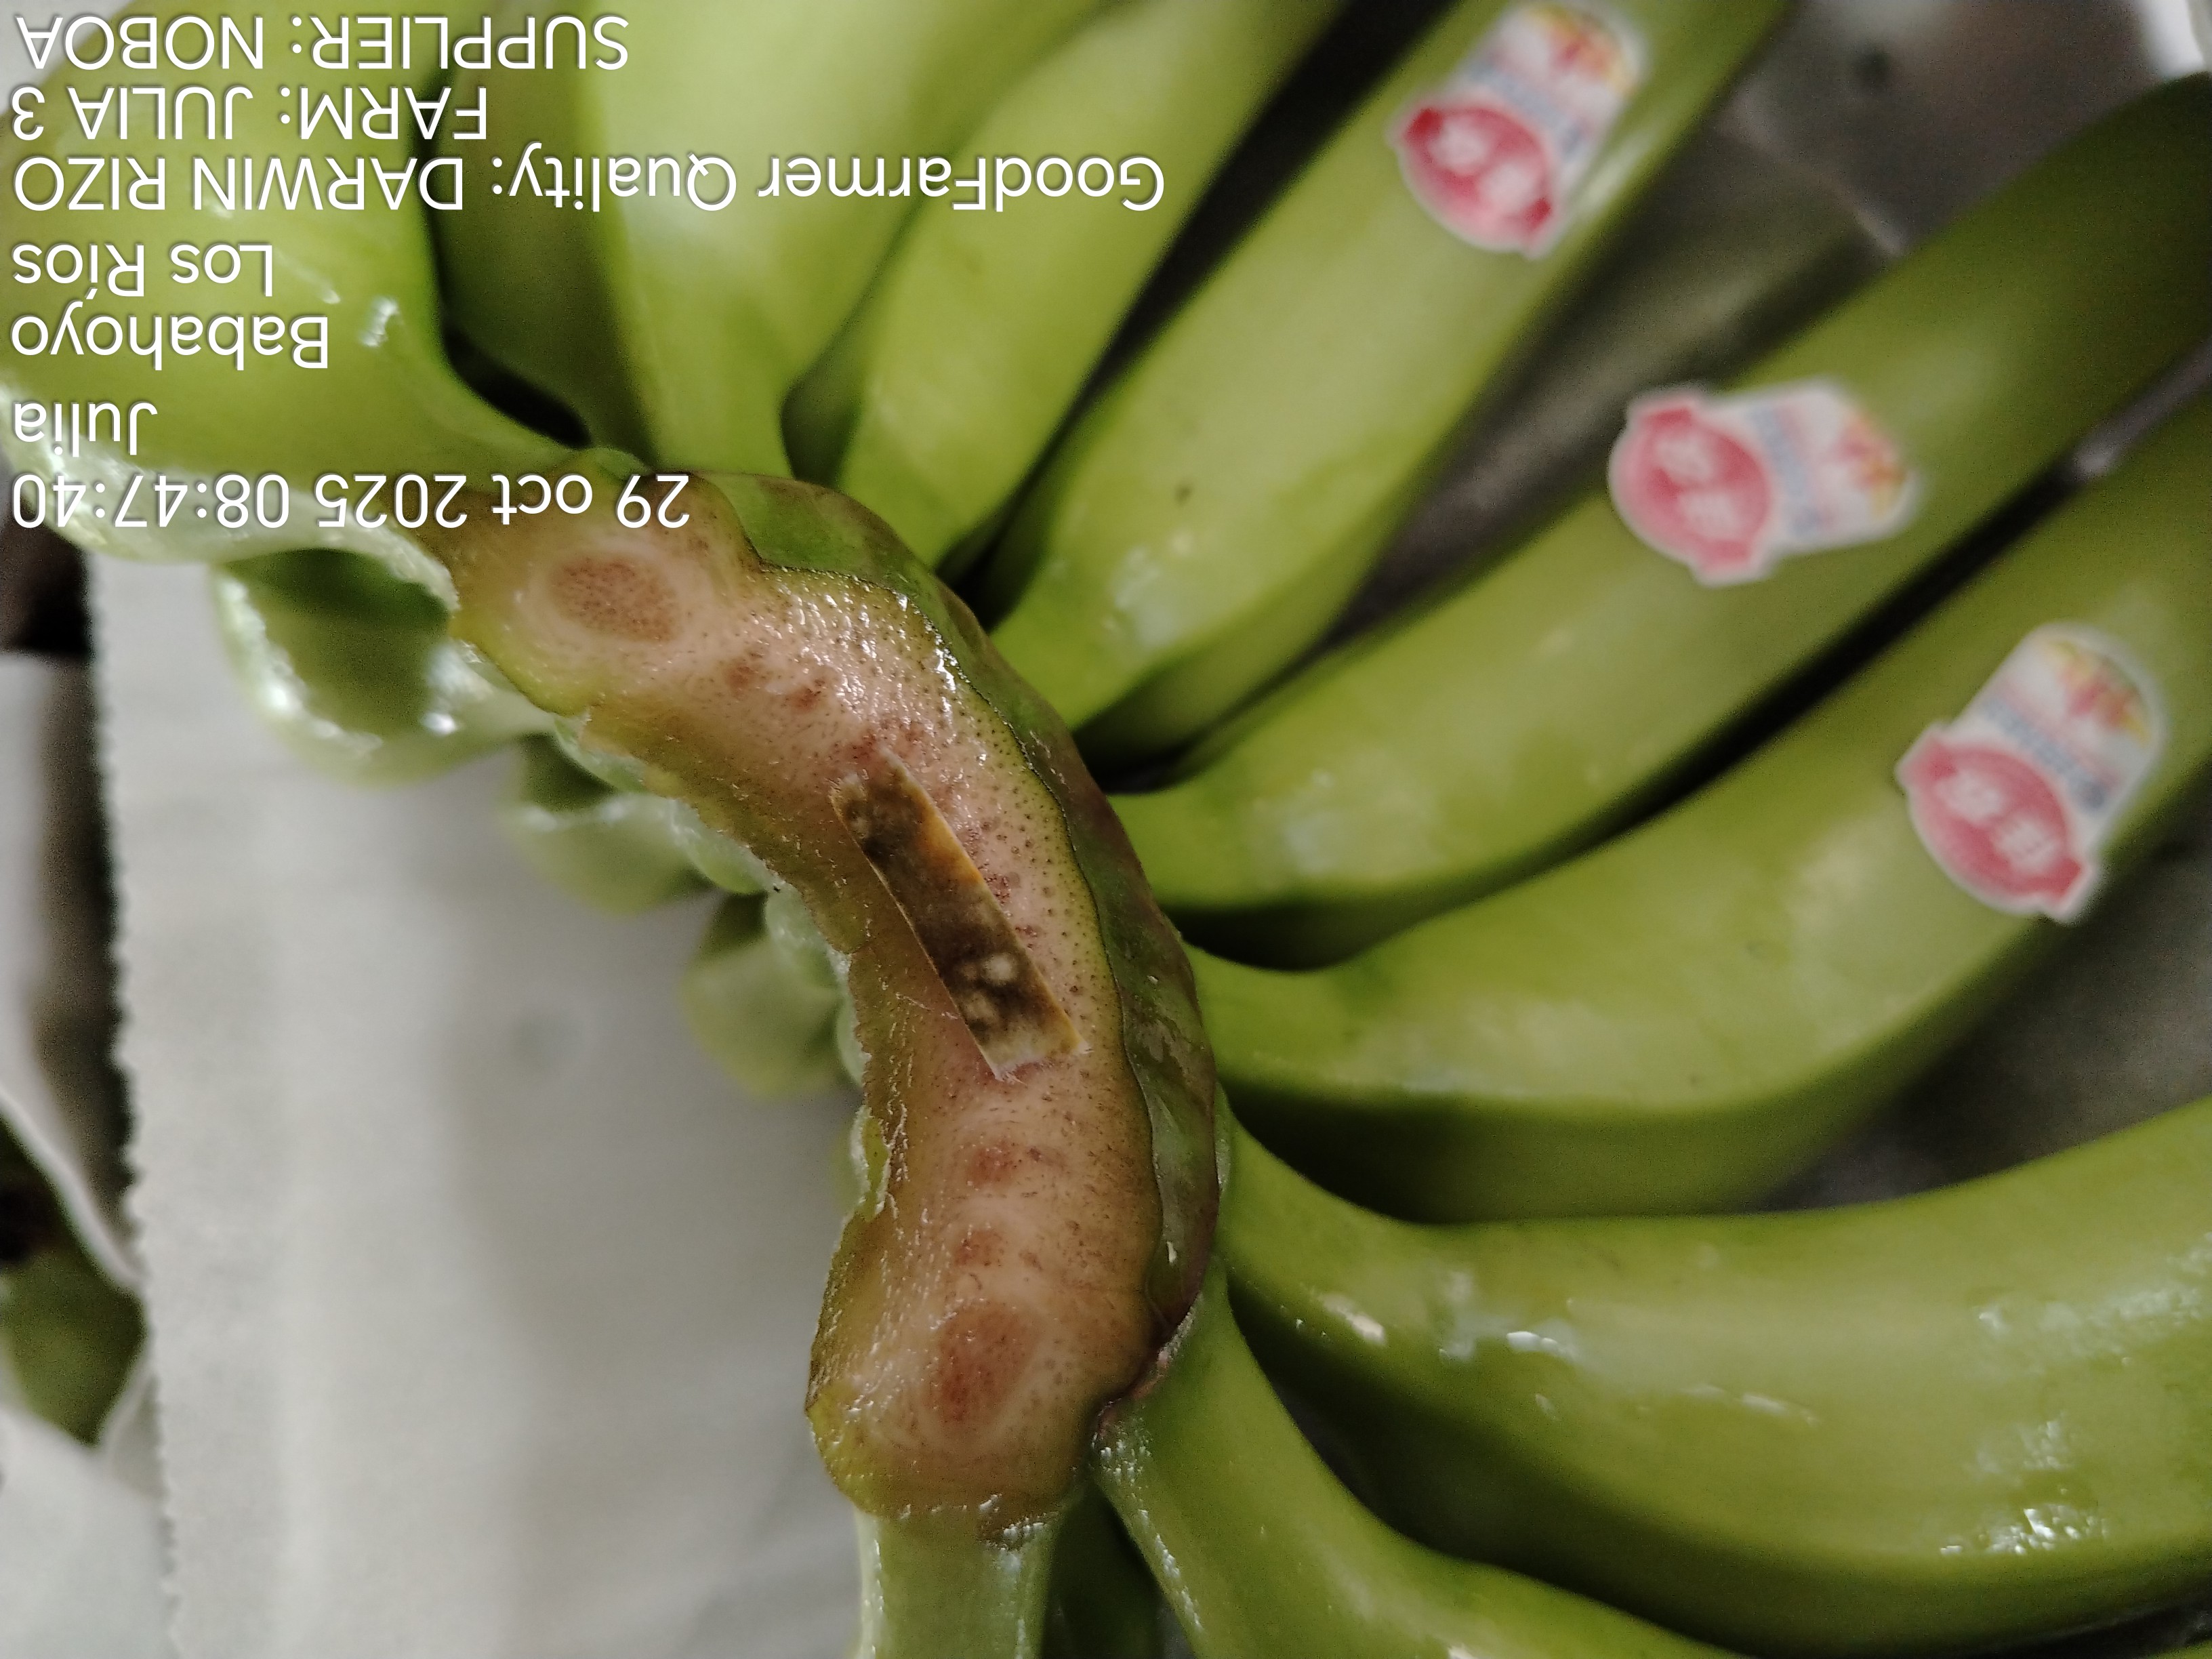 29 oct 2025 08:47:40
Julia
Babahoyo
Los Ríos
GoodFarmer Quality: DARWIN RIZO
FARM: JULIA 3
SUPPLIER: NOBOA